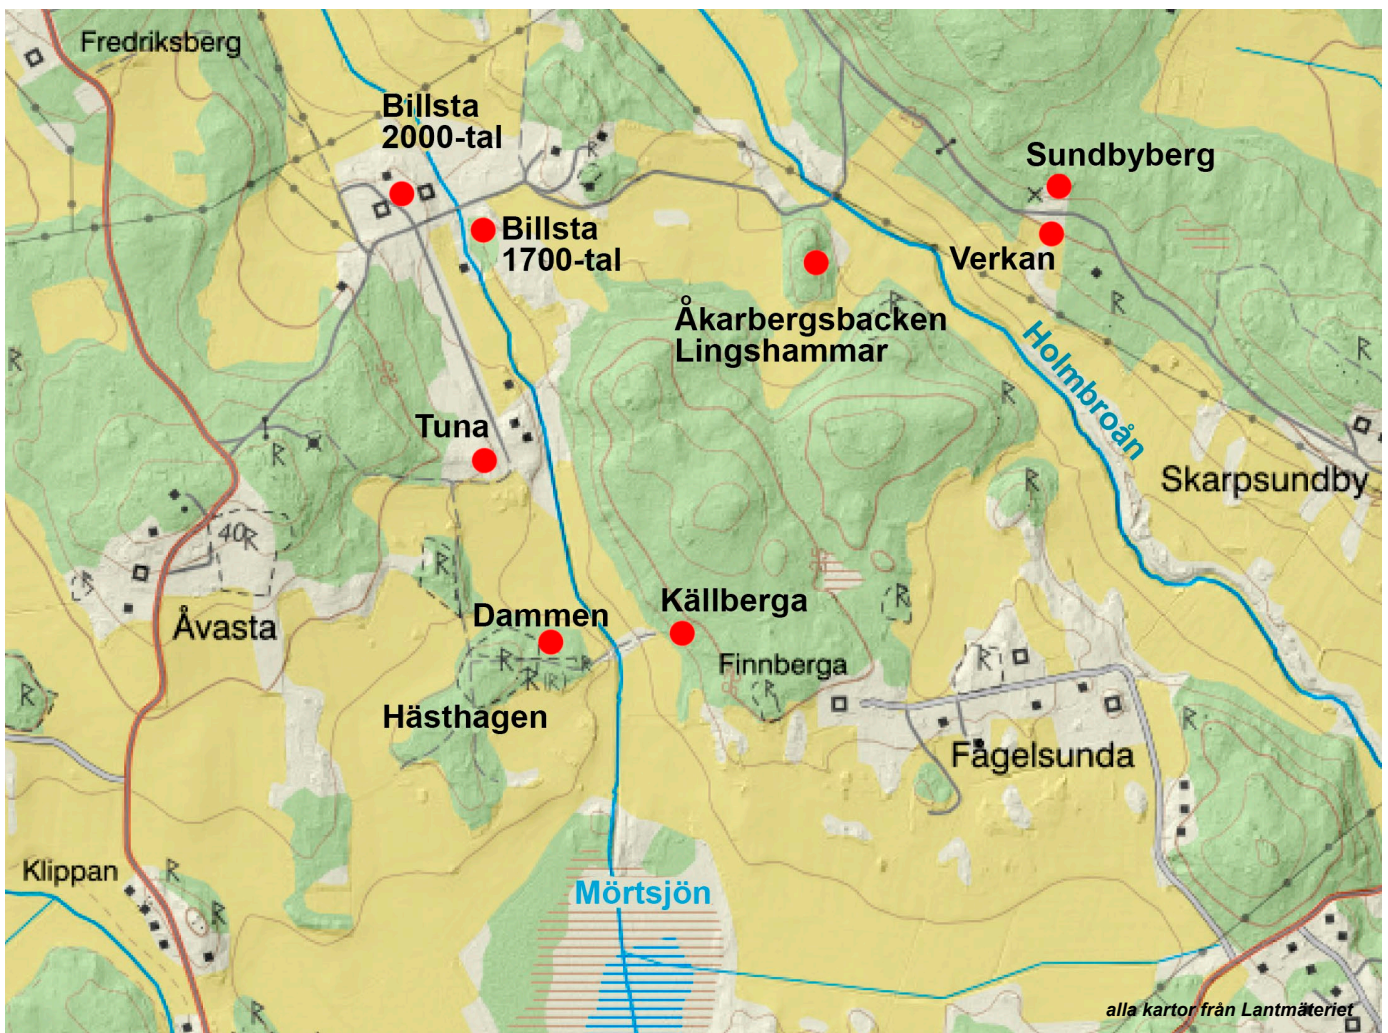 Fredriksberg
Billsta
2000-tal
Sundbyberg
Billsta
1700-tal
Verkan
Åkarbergsbacken
Lingshammar
Holmbroån
Tuna
Skarpsundby
40
R
Åvasta
Dammen
Källberga
Finnberga
(R)
Hästhagen
Fågelsunda
Klippan
Mörtsjön
alla kartor från Lantmäteriet